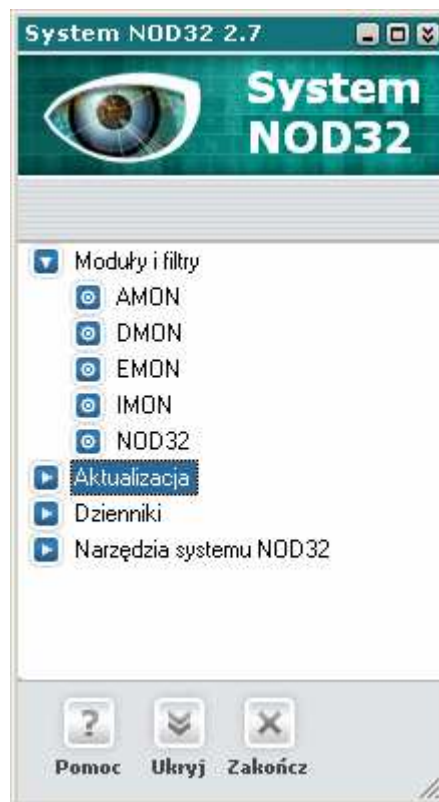 System NOD32 2.7
System
NOD32
Moduły i filtry
AMON
DMON
EMON
IMON
NOD32
Aktualizacja
Dzienniki
Narzędzia systemu NOD32
?
Pomoc Ukryj Zakończ